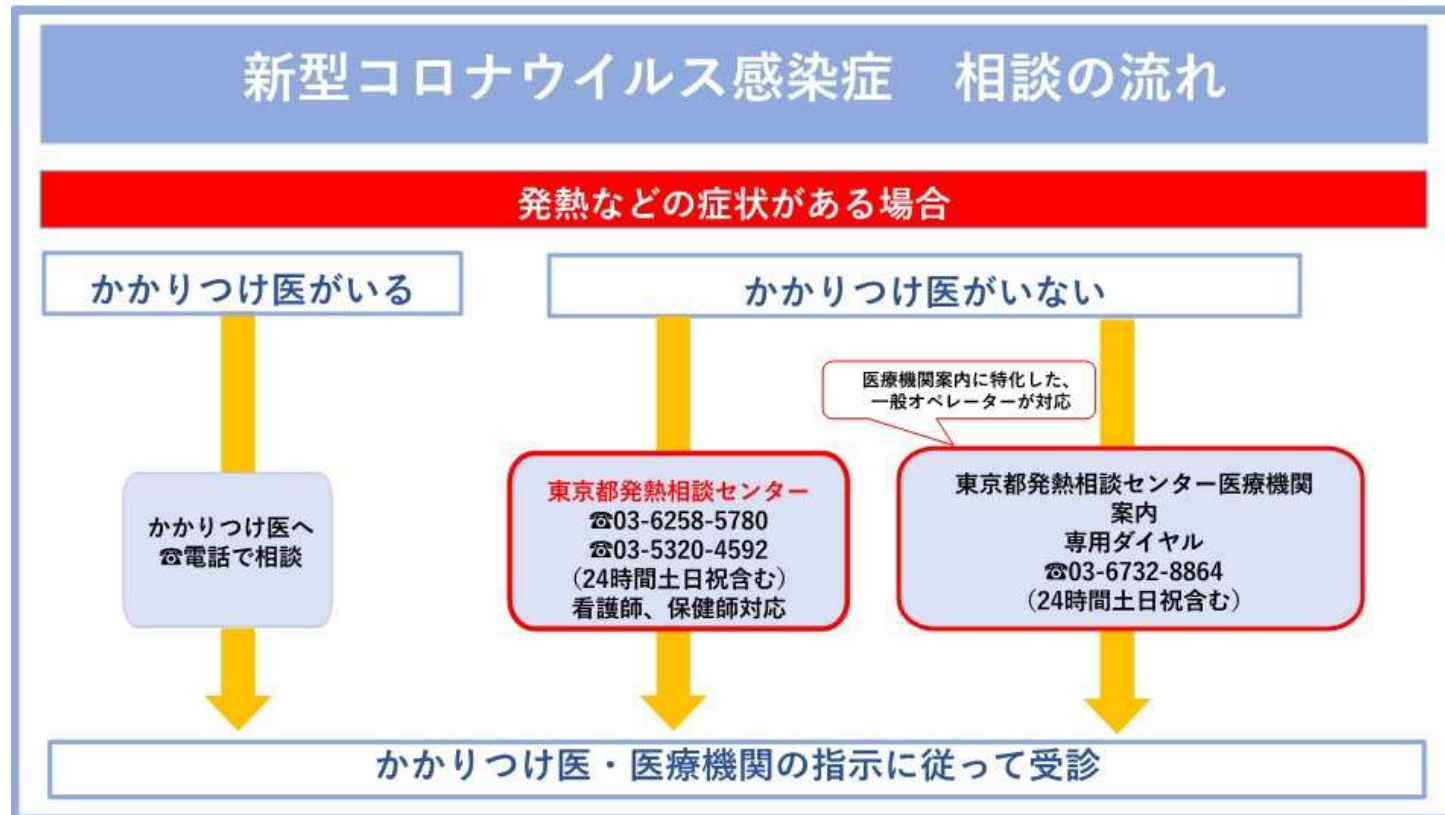 新型コロナウイルス感染症　相談の流れ
発熱などの症状がある場合
かかりつけ医がいる
かかりつけ医へ
☎電話で相談
かかりつけ医がいない
東京都発熱相談センター
☎03-6258-5780
☎03-5320-4592
（24時間土日祝含む）
看護師、保健師対応
医療機関案内に特化した、
一般オペレーターが対応
東京都発熱相談センター医療機関
案内
専用ダイヤル
☎03-6732-8864
（24時間土日祝含む）
かかりつけ医・医療機関の指示に従って受診